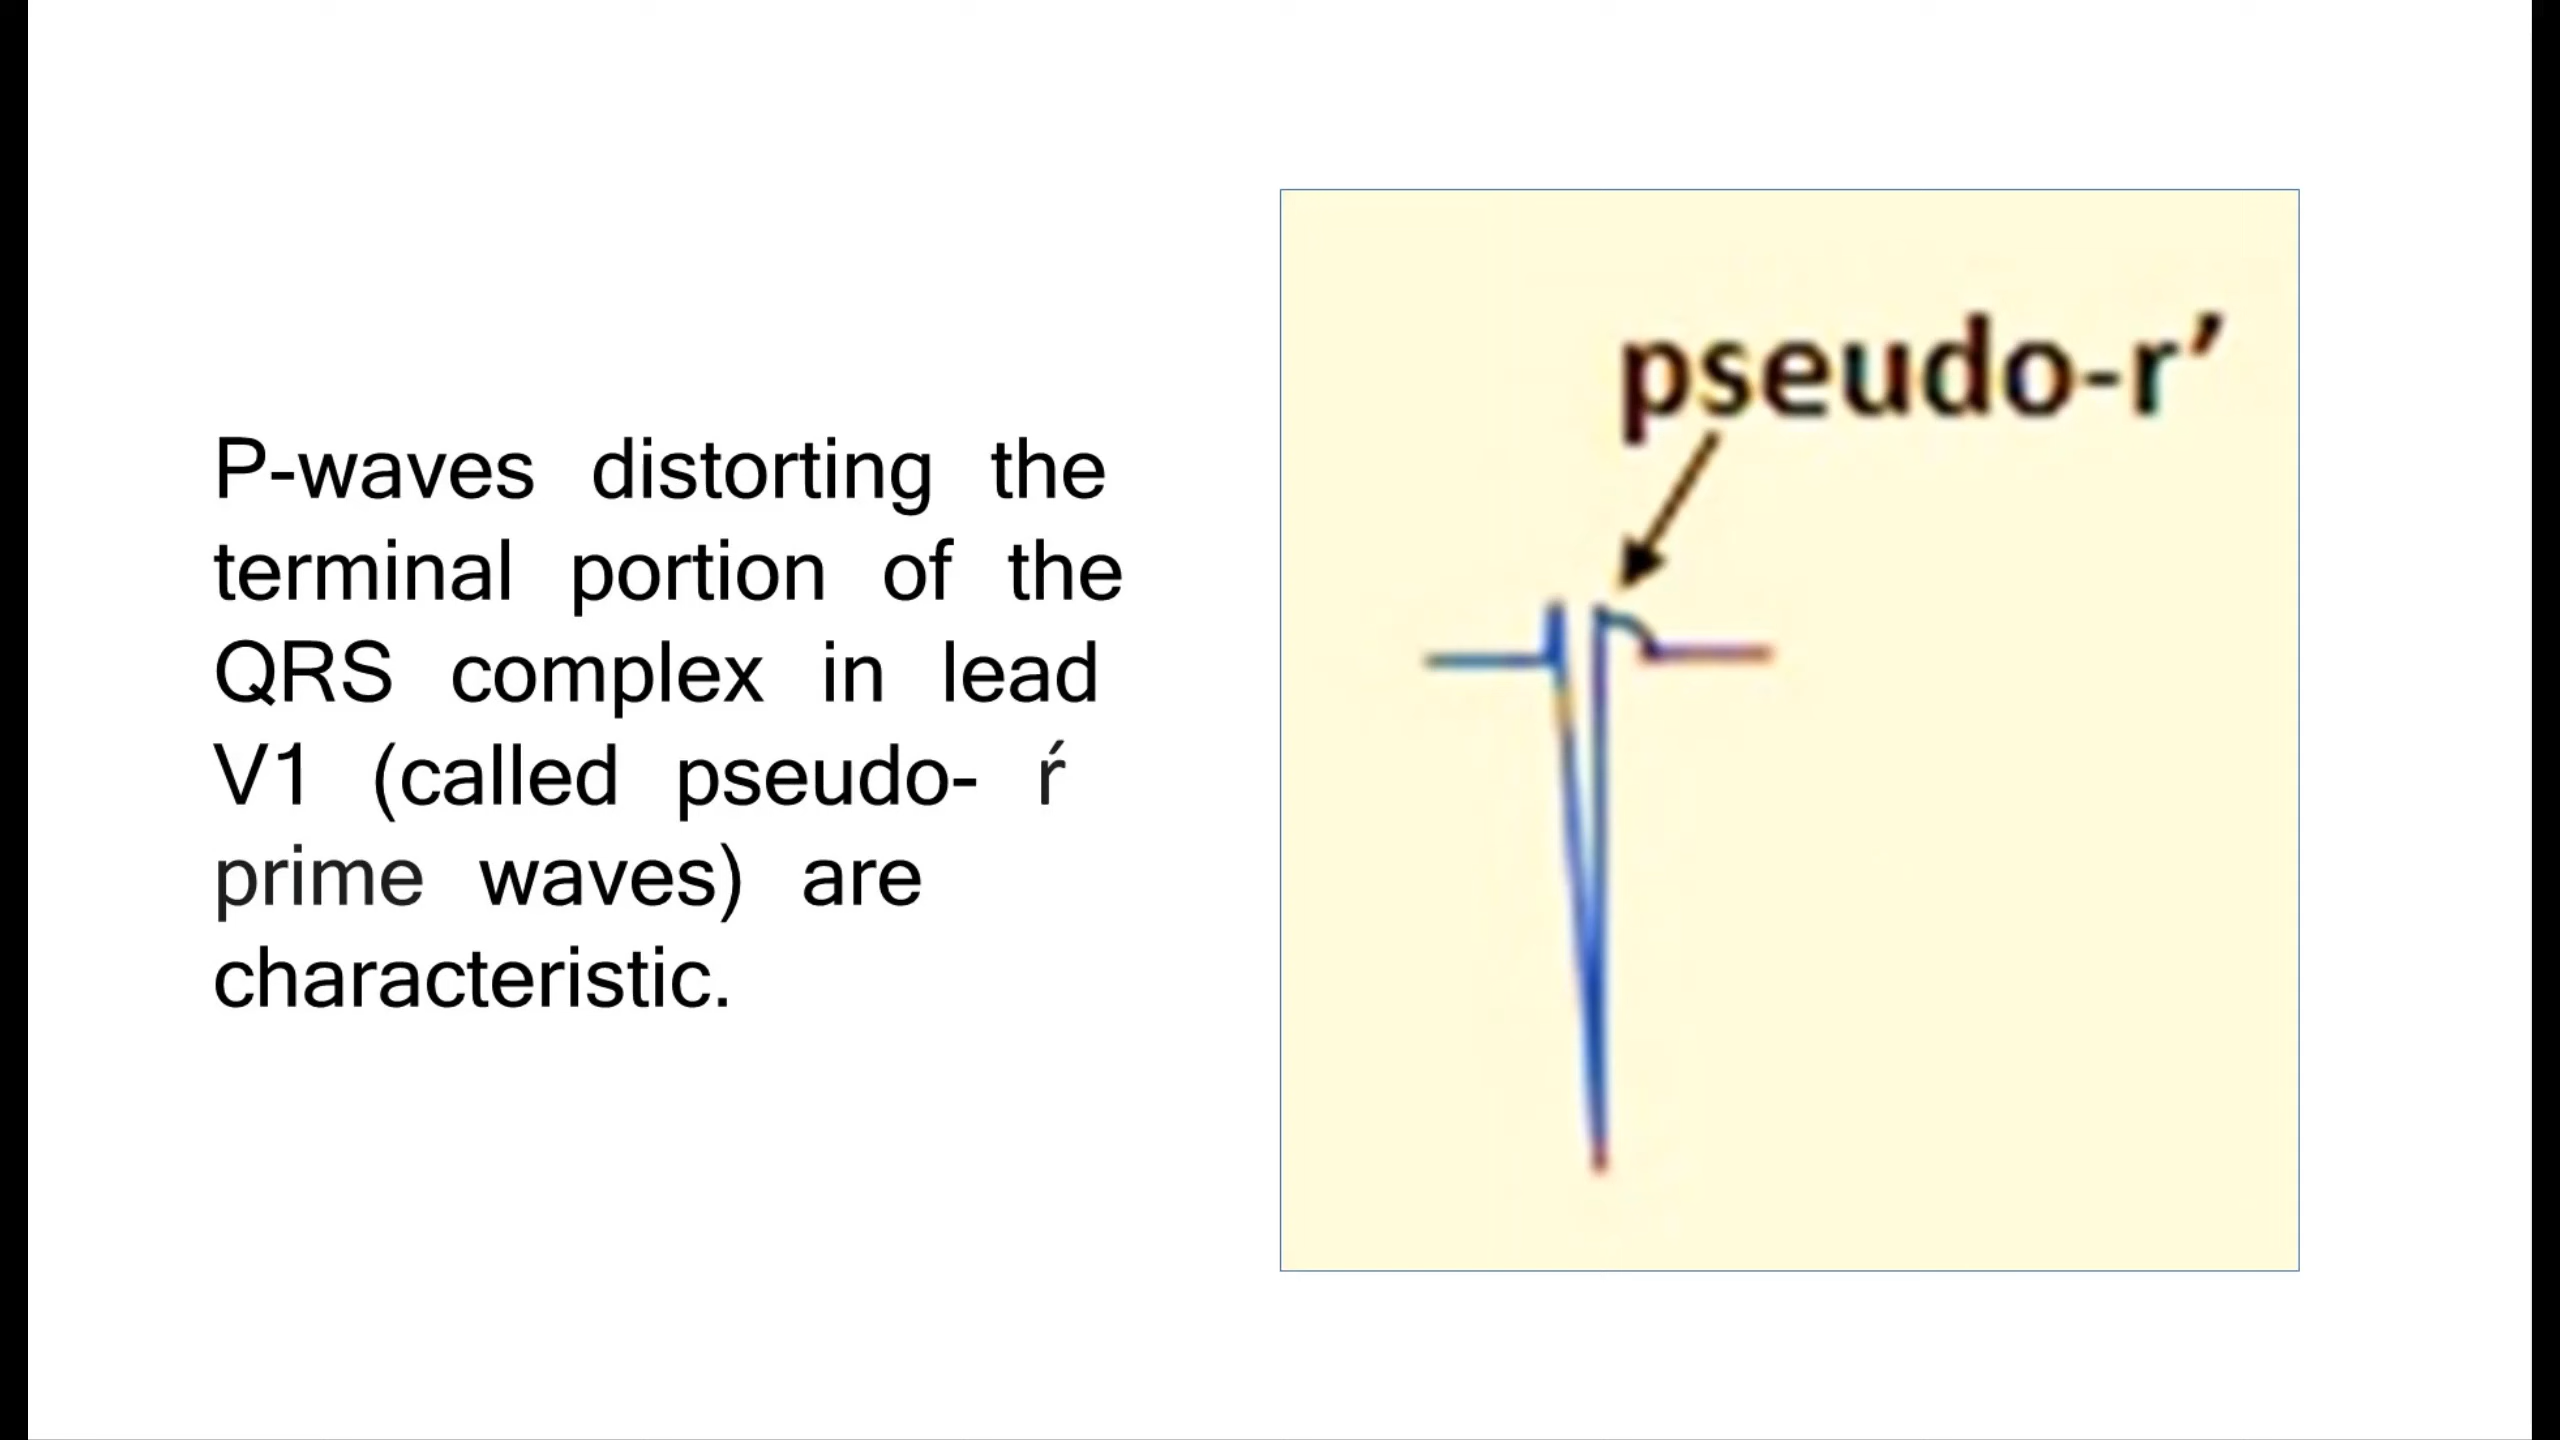 P-waves distorting the
terminal portion of the
QRS complex in lead
V1 (called pseudo- ŕ
prime waves) are
characteristic.
pseudo-r’